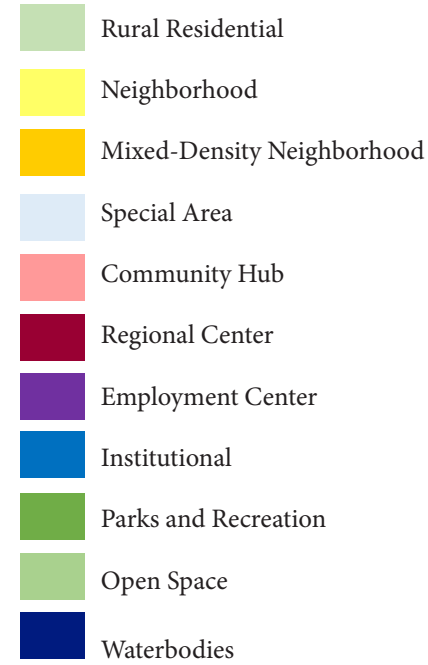 Rural Residential
Neighborhood
Mixed-Density Neighborhood
Special Area
Community Hub
Regional Center
Employment Center
Institutional
Parks and Recreation
Open Space
Waterbodies